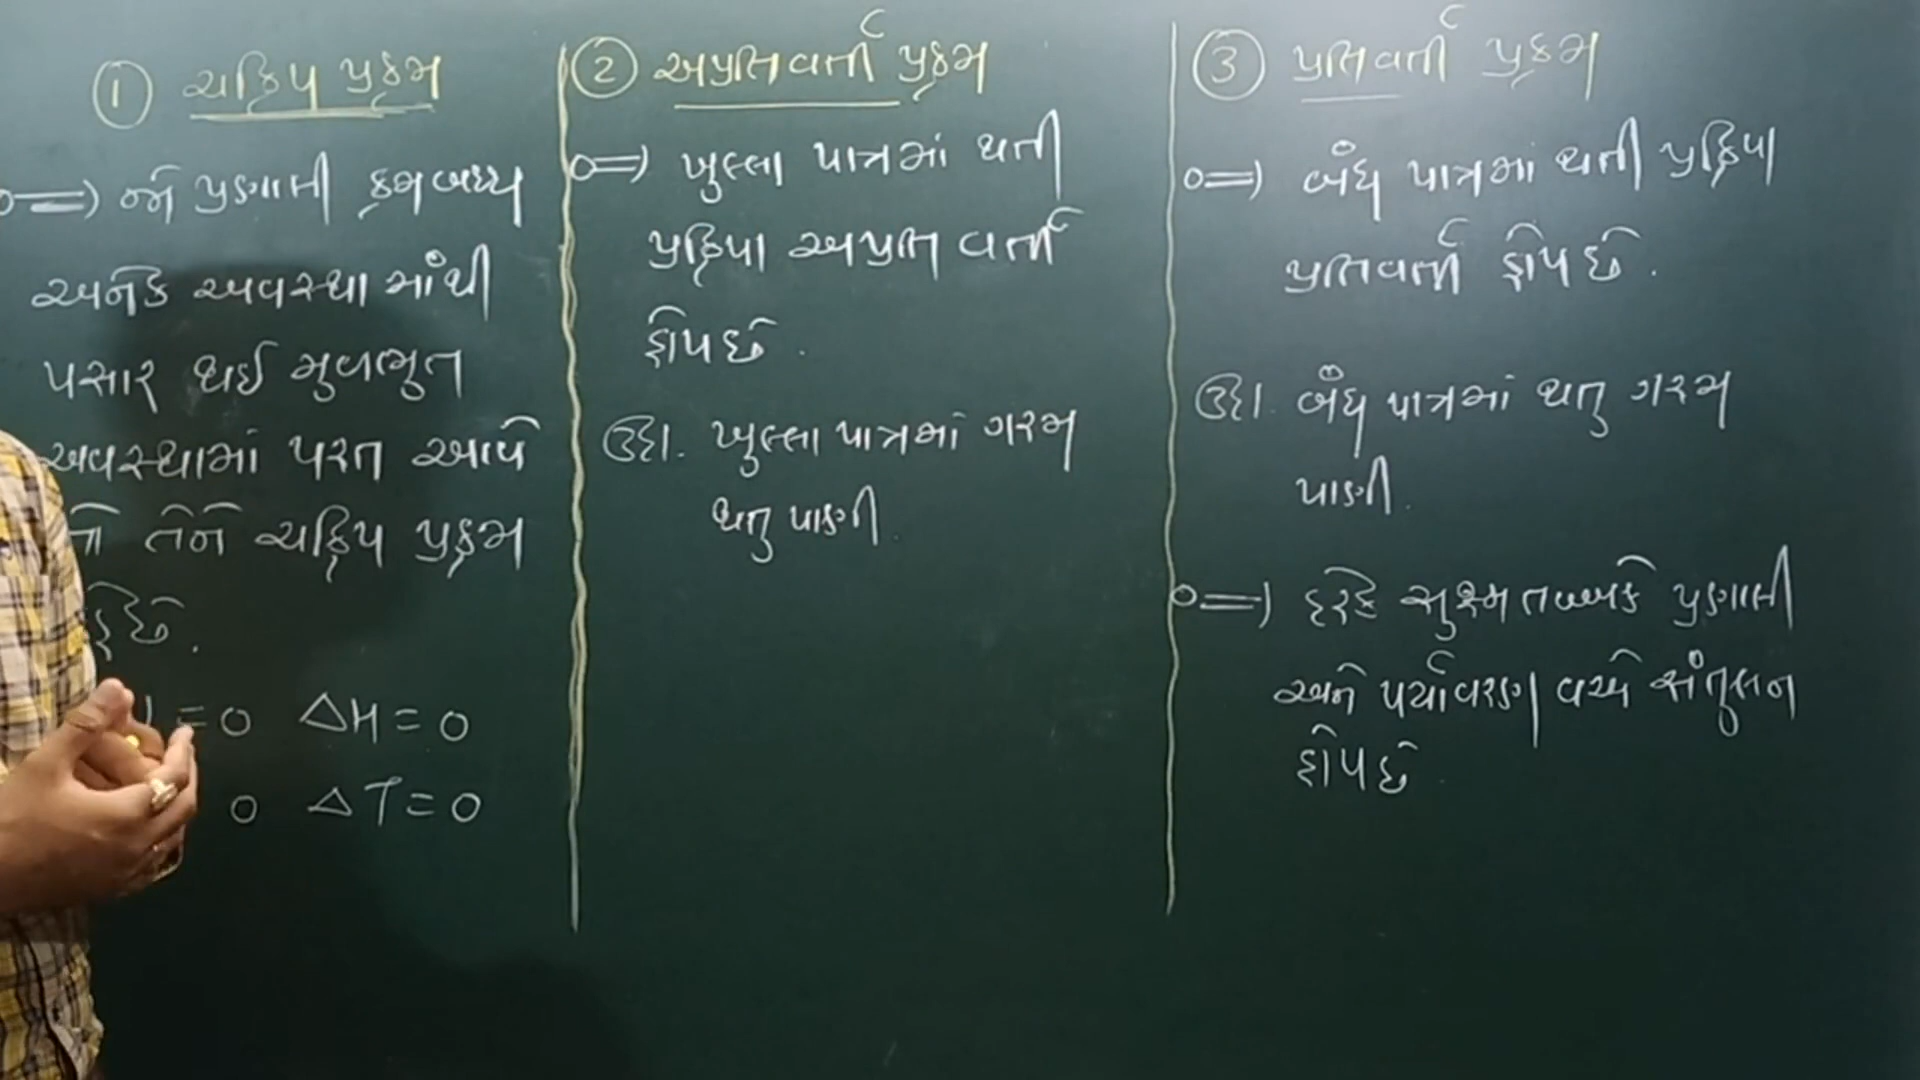 ① ચક્રિય પ્રક્રમ
⇒ જો પ્રણાલી ક્રમબધ્ધ
અનેક અવસ્થા માંથી
પસાર થઈ મુળભુત
અવસ્થામાં પરત આવે
તો તેને ચક્રિય પ્રક્રમ
કહે છે.
= 0 ΔH = 0
0 ΔT = 0
② અપ્રતિવર્તી પ્રક્રમ
⇒ ખુલ્લા પાત્રમાં થતી
પ્રક્રિયા અપ્રતિવર્તી
હોય છે.
ઉદા. ખુલ્લા પાત્રમાં ગરમ
થતુ પાણી.
③ પ્રતિવર્તી પ્રક્રમ
⇒ બંધ પાત્રમાં થતી પ્રક્રિયા
પ્રતિવર્તી હોય છે.
ઉદા. બંધ પાત્રમાં થતુ ગરમ
પાણી.
⇒ દરેક સુક્ષ્મ તબ્બકે પ્રણાલી
અને પર્યાવરણ વચ્ચે સંતુલન
હોય છે